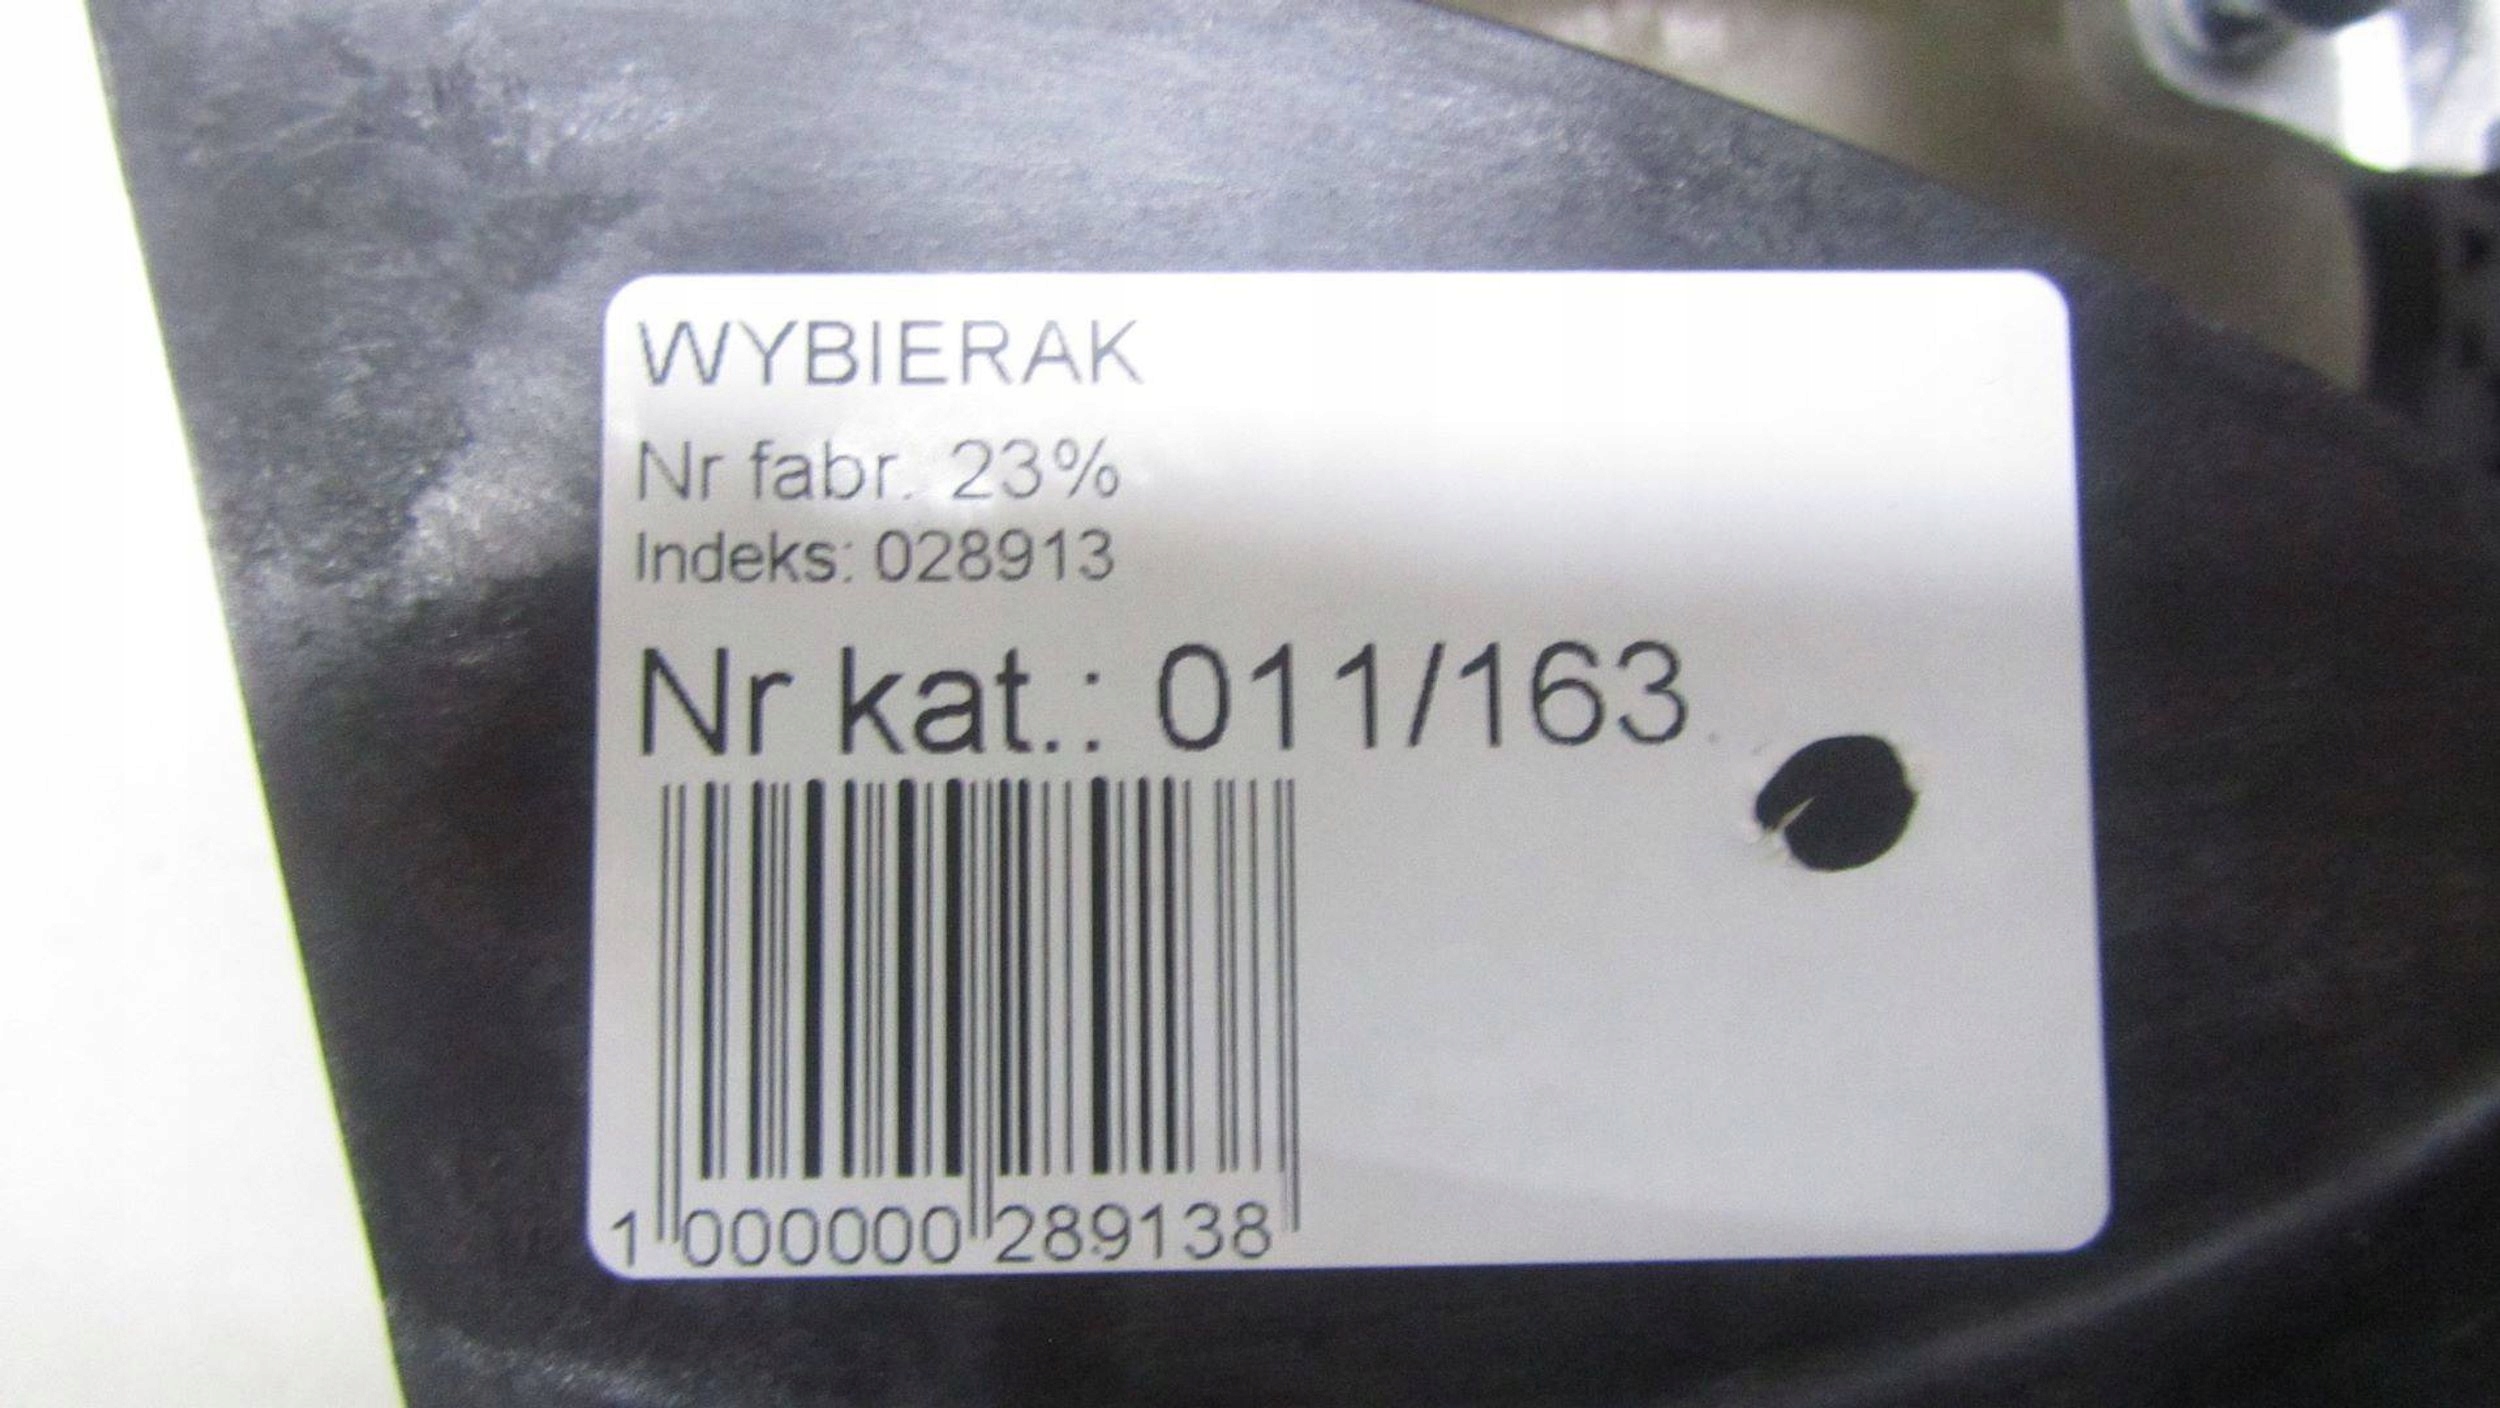 WYBIERAK
Nr fabr. 23%
Indeks: 028913
Nr kat.: 011/163
1 000000 289138